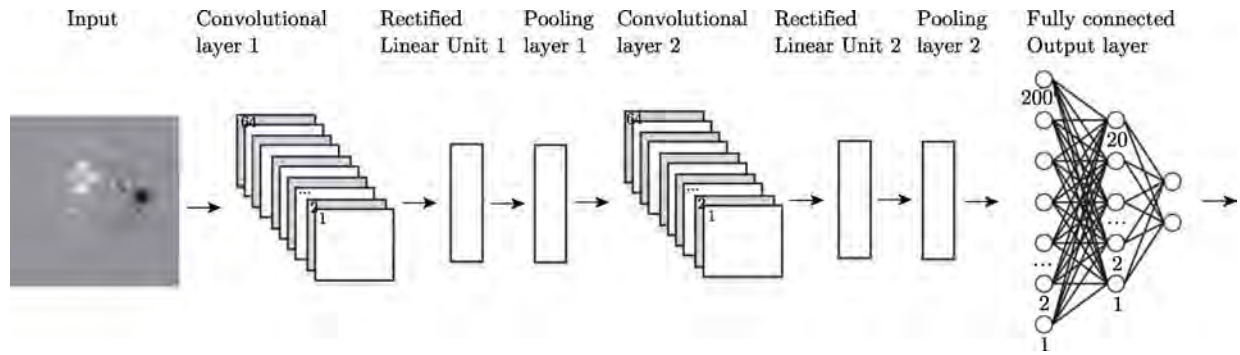 Input
Convolutional
layer 1
Rectified
Linear Unit 1
Pooling
layer 1
Convolutional
layer 2
Rectified
Linear Unit 2
Pooling
layer 2
Fully connected
Output layer
64
...
2
1
64
...
2
1
200
...
2
1
20
...
2
1